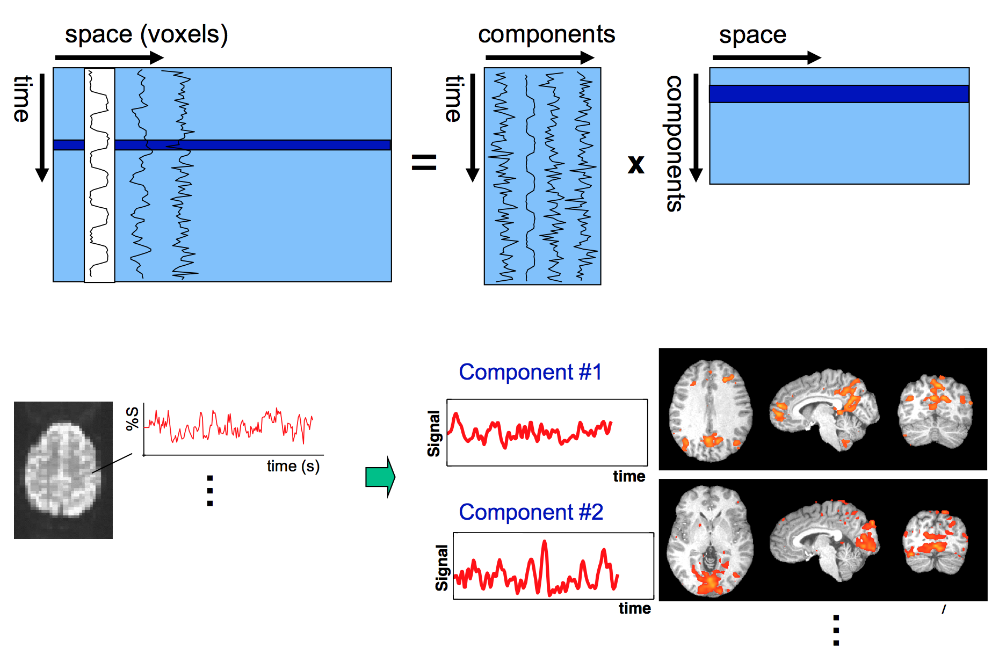 space (voxels)
components
space
time
time
components
=
x
Component #1
%S
time (s)
Signal
time
Component #2
Signal
time
/